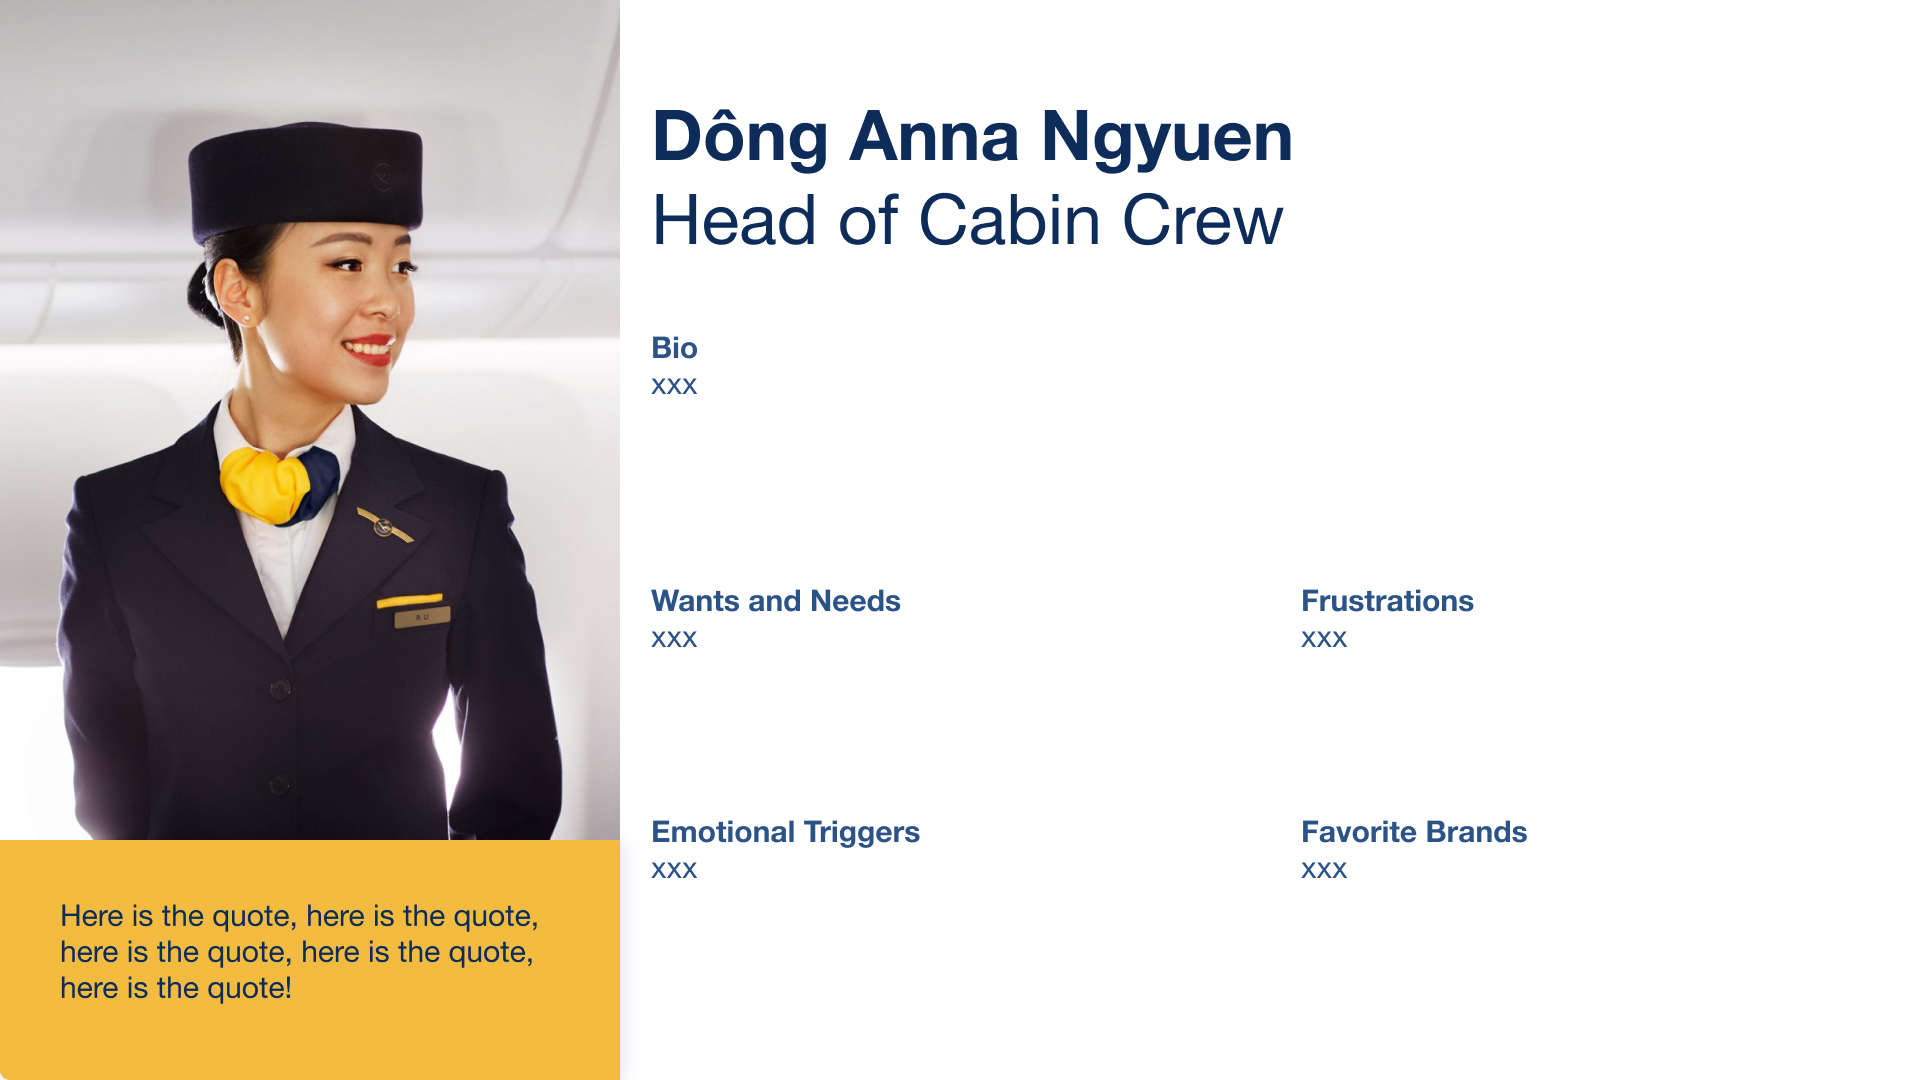 Dông Anna Ngyuen
Head of Cabin Crew
Bio
xxx
Wants and Needs
xxx
Frustrations
xxx
Emotional Triggers
xxx
Favorite Brands
xxx
R U
Here is the quote, here is the quote,
here is the quote, here is the quote,
here is the quote!